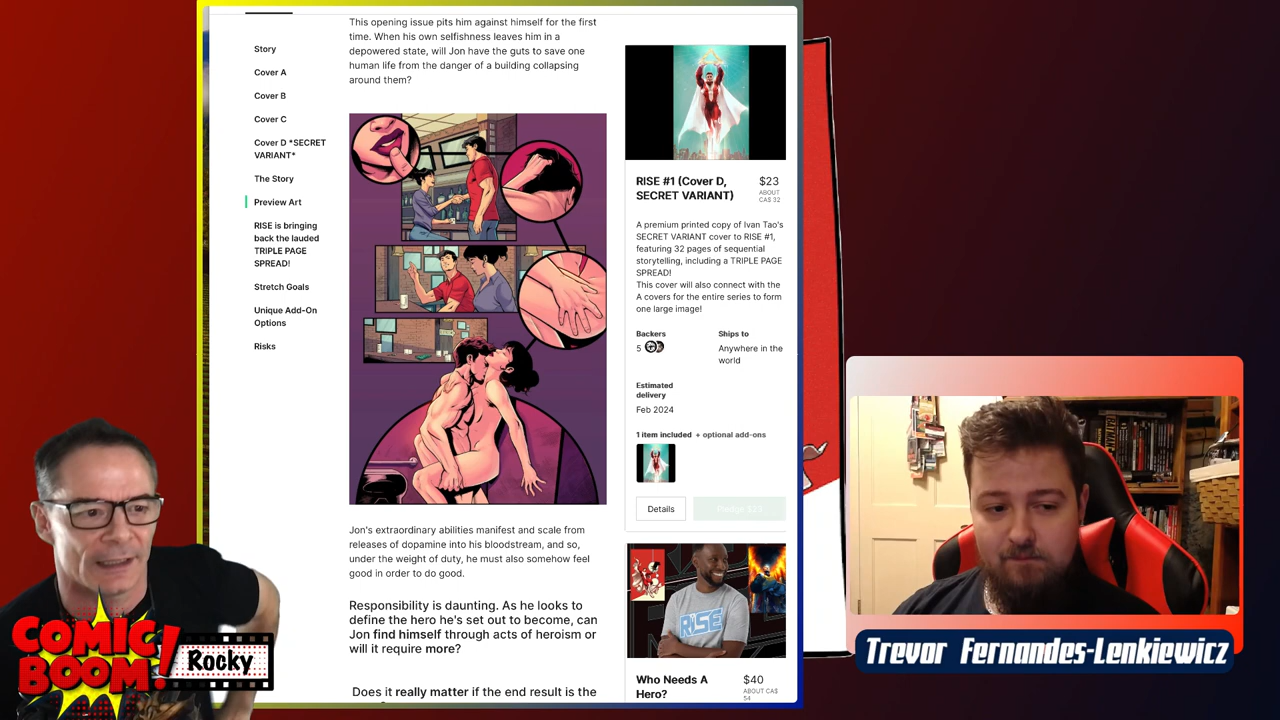 This opening issue pits him against himself for the first
time. When his own selfishness leaves him in a
depowered state, will Jon have the guts to save one
human life from the danger of a building collapsing
around them?
Story
Cover A
Cover B
Cover C
Cover D *SECRET
VARIANT*
The Story
Preview Art
RISE is bringing
back the lauded
TRIPLE PAGE
SPREAD!
Stretch Goals
Unique Add-On
Options
Risks
Jon's extraordinary abilities manifest and scale from
releases of dopamine into his bloodstream, and so,
under the weight of duty, he must also somehow feel
good in order to do good.
Responsibility is daunting. As he looks to
define the hero he's set out to become, can
Jon find himself through acts of heroism or
will it require more?
Does it really matter if the end result is the
RISE #1 (Cover D,
SECRET VARIANT)
$23
ABOUT
CA$ 32
A premium printed copy of Ivan Tao's
SECRET VARIANT cover to RISE #1,
featuring 32 pages of sequential
storytelling, including a TRIPLE PAGE
SPREAD!
This cover will also connect with the
A covers for the entire series to form
one large image!
Backers
5
Ships to
Anywhere in the
world
Estimated
delivery
Feb 2024
1 item included + optional add-ons
Details
Pledge $23
RISE
Who Needs A
Hero?
$40
ABOUT CA$
54
COMIC
BOOM!
Rocky
Trevor Fernandes-Lenkiewicz